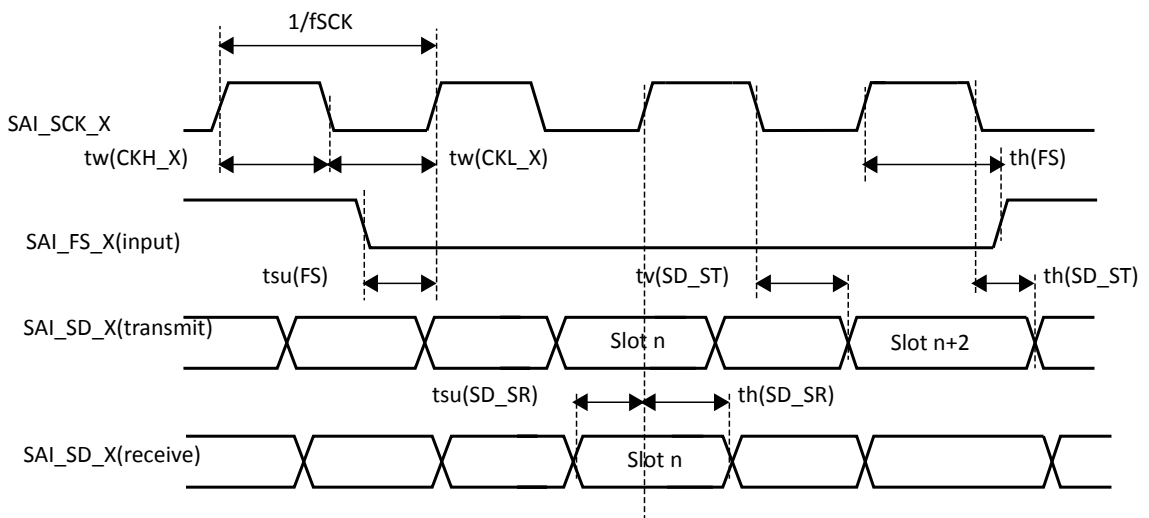 1/fSCK
SAI_SCK_X
tw(CKH_X)
tw(CKL_X)
th(FS)
SAI_FS_X(input)
tsu(FS)
tv(SD_ST)
th(SD_ST)
SAI_SD_X(transmit)
Slot n
Slot n+2
tsu(SD_SR)
th(SD_SR)
SAI_SD_X(receive)
Slot n